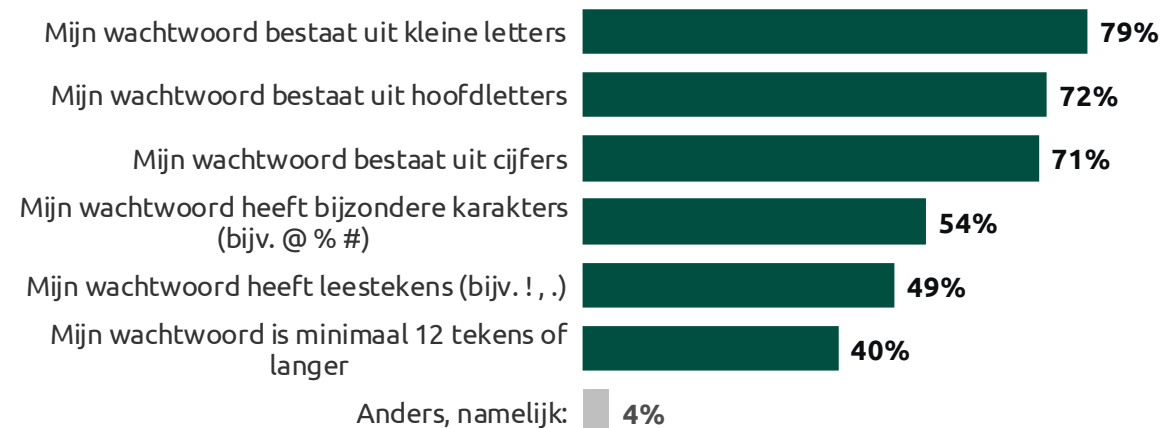 Mijn wachtwoord bestaat uit kleine letters 79%
Mijn wachtwoord bestaat uit hoofdletters 72%
Mijn wachtwoord bestaat uit cijfers 71%
Mijn wachtwoord heeft bijzondere karakters
(bijv. @ % #) 54%
Mijn wachtwoord heeft leestekens (bijv. ! , .) 49%
Mijn wachtwoord is minimaal 12 tekens of
langer 40%
Anders, namelijk: 4%